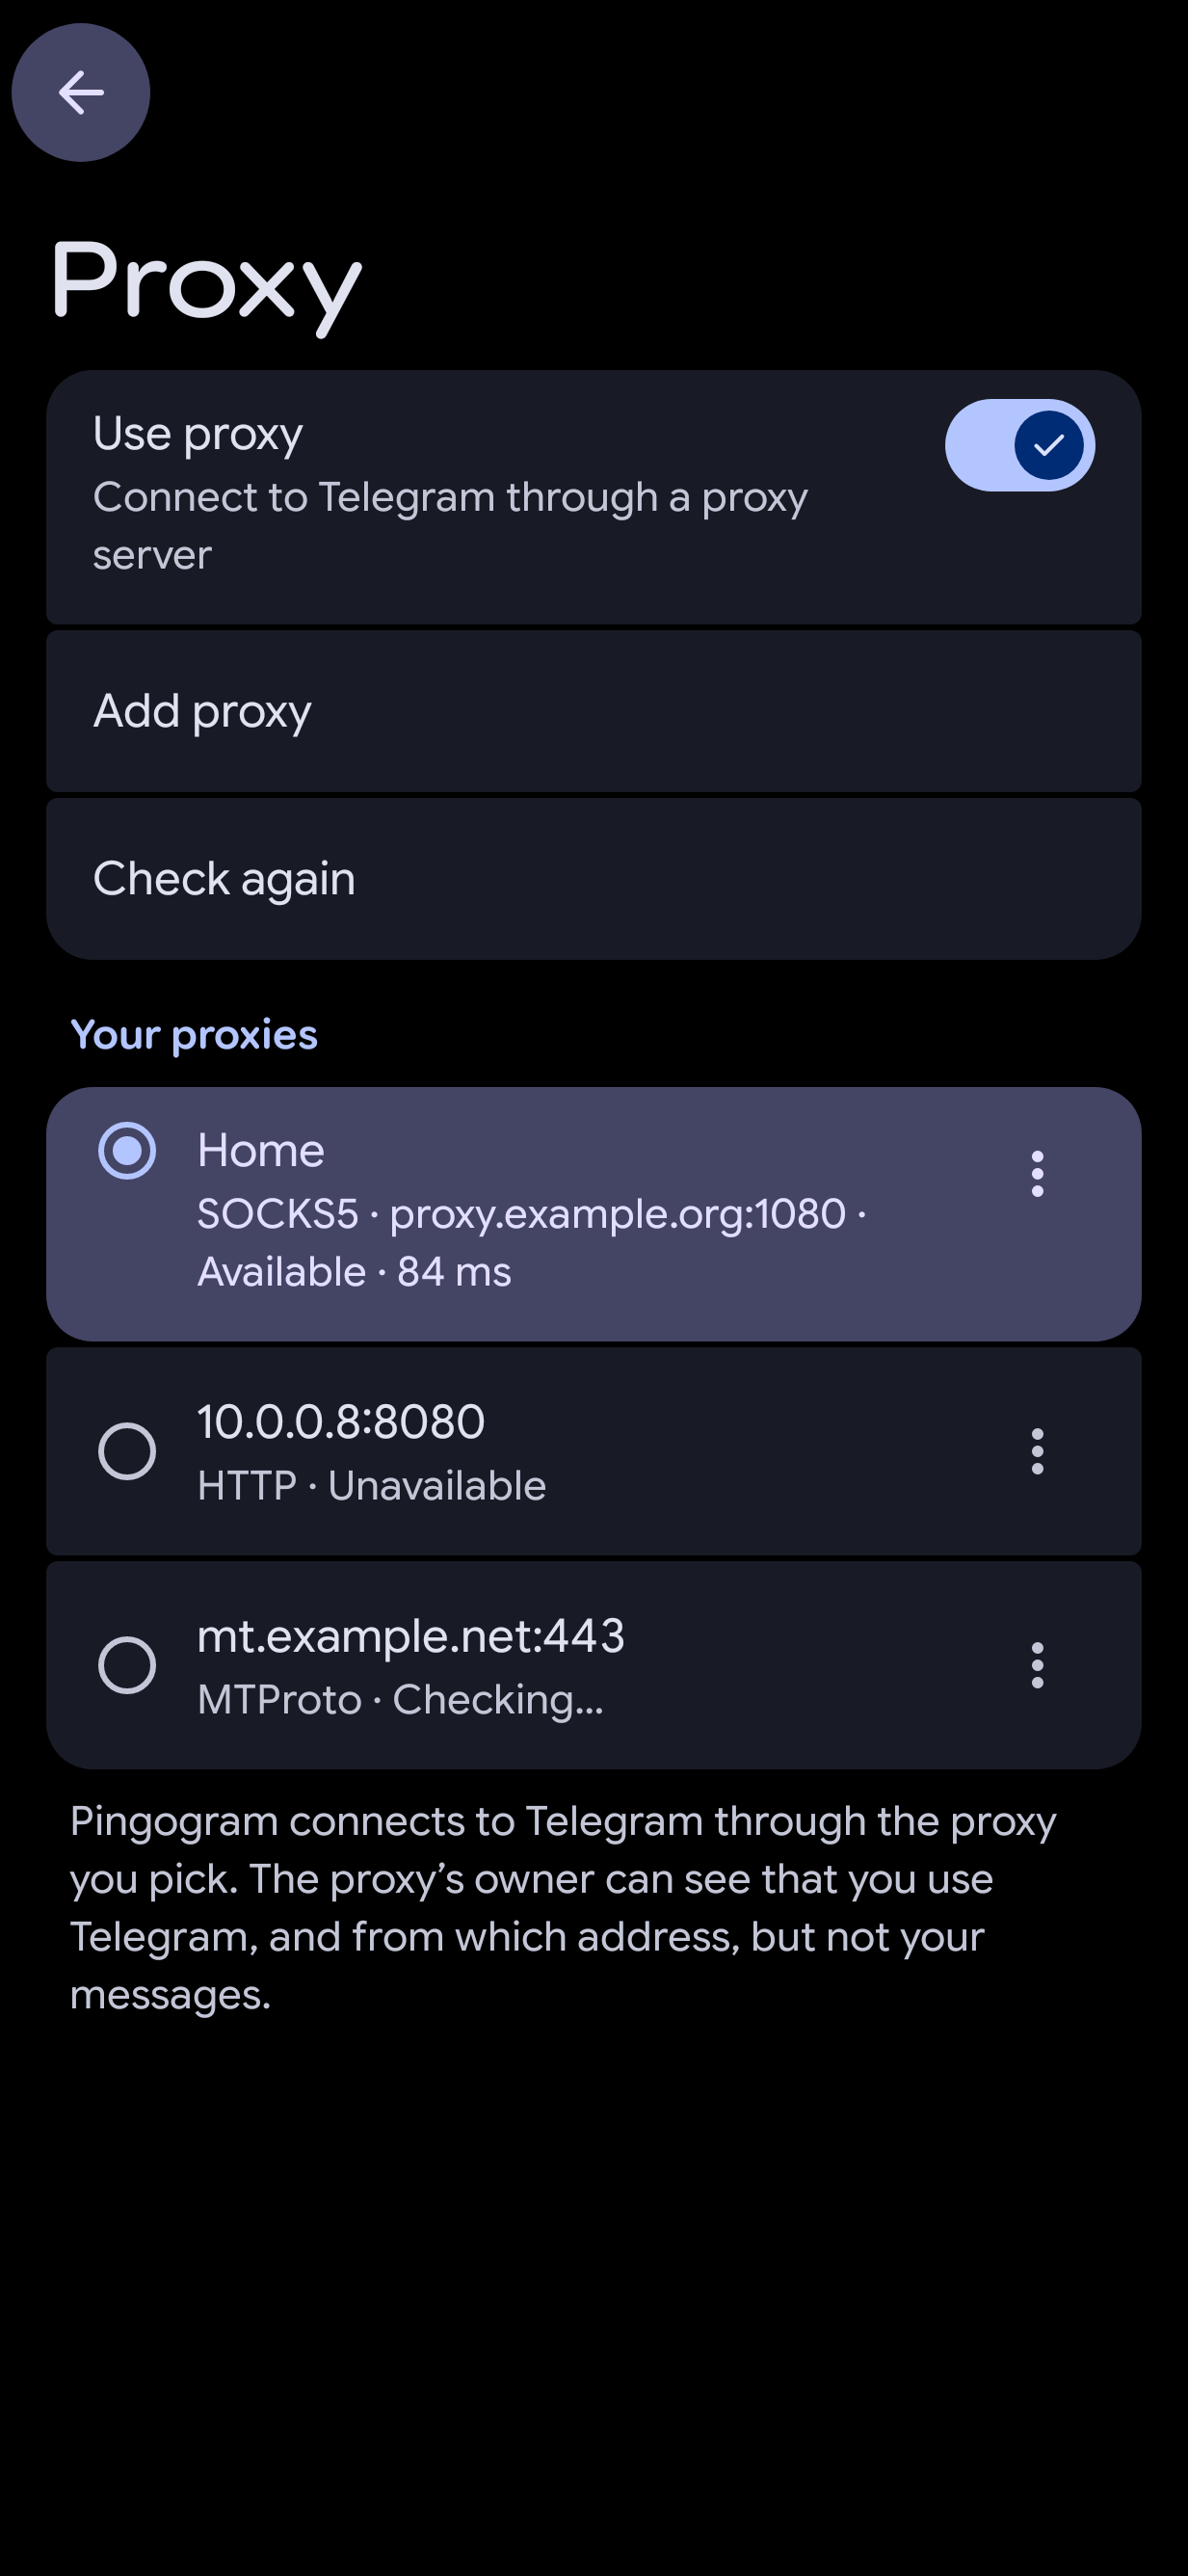 Proxy
Use proxy
Connect to Telegram through a proxy
server
Add proxy
Check again
Your proxies
Home
SOCKS5 · proxy.example.org:1080 ·
Available · 84 ms
10.0.0.8:8080
HTTP · Unavailable
mt.example.net:443
MTProto · Checking…
Pingogram connects to Telegram through the proxy
you pick. The proxy’s owner can see that you use
Telegram, and from which address, but not your
messages.